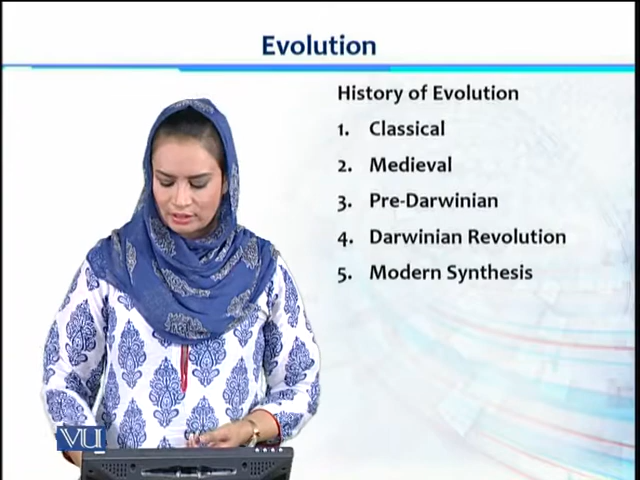 Evolution
History of Evolution
1. Classical
2. Medieval
3. Pre-Darwinian
4. Darwinian Revolution
5. Modern Synthesis
VU